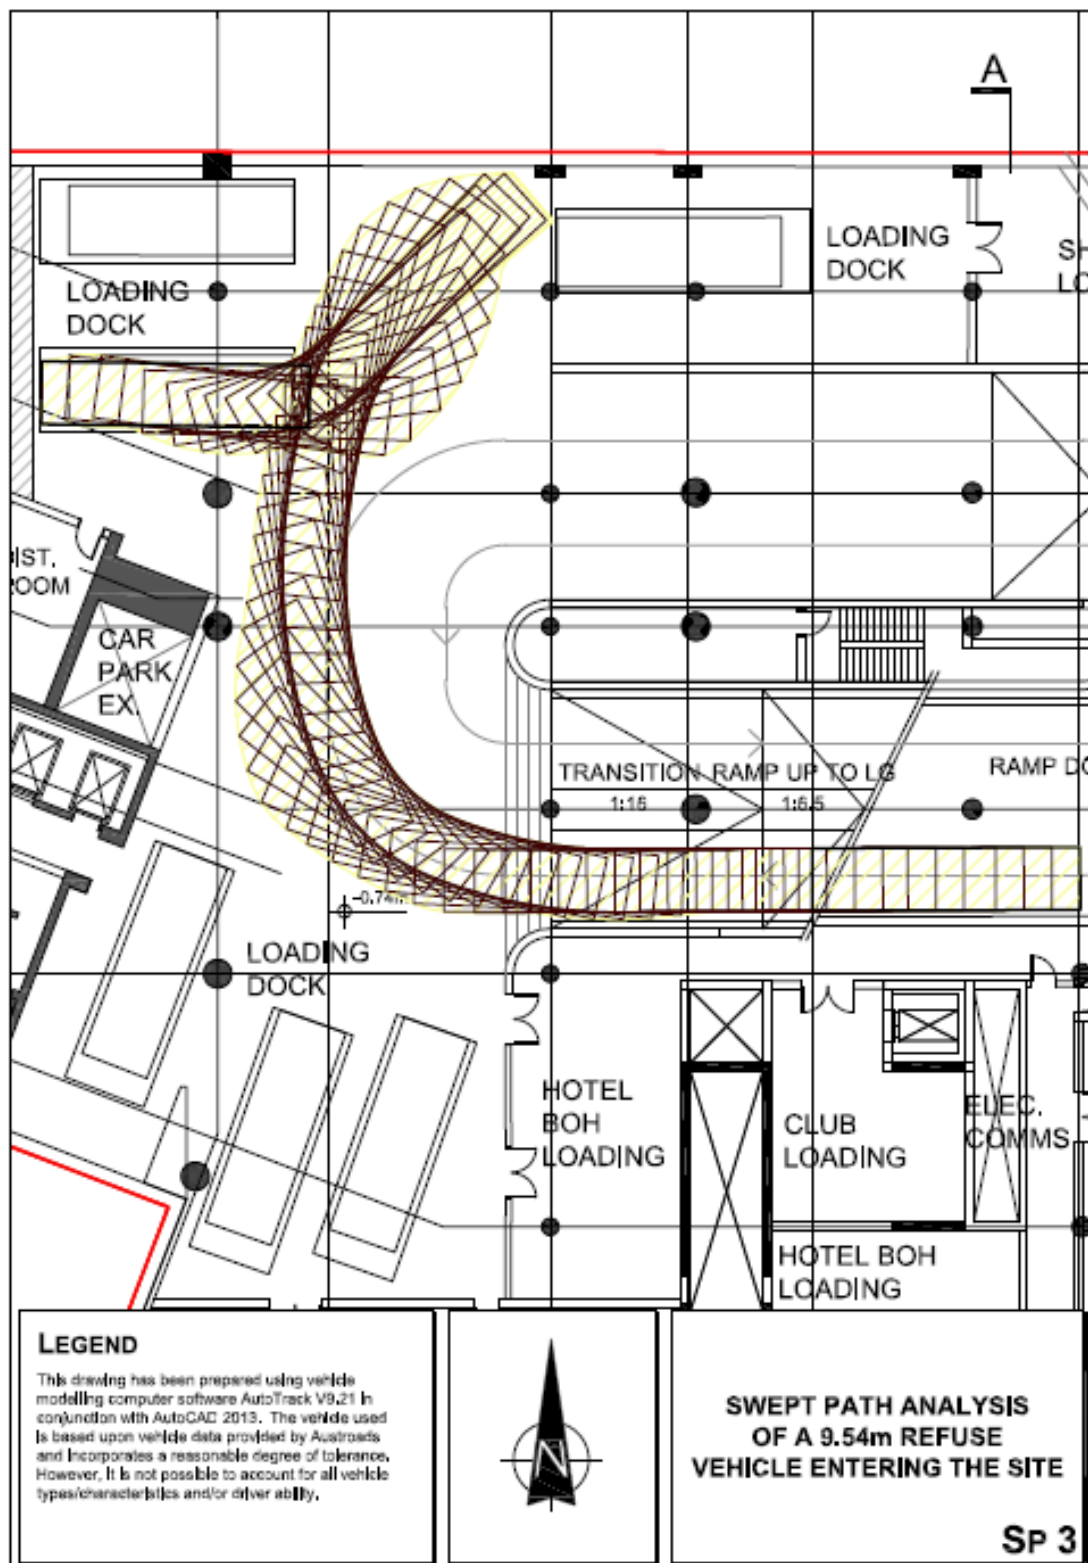 A
LOADING
DOCK
LOADING
DOCK
CAR
PARK
EX.
TRANSITION RAMP UP TO LG
1:16
1:6.5
LOADING
DOCK
HOTEL
BOH
LOADING
CLUB
LOADING
ELEC.
COMMS
HOTEL BOH
LOADING
LEGEND
This drawing has been prepared using vehicle
modelling computer software AutoTrack V9.21 in
conjunction with AutoCAD 2013. The vehicle used
is based upon vehicle data provided by Austroads
and incorporates a reasonable degree of tolerance.
However, it is not possible to account for all vehicle
types/characteristics and/or driver ability.
N
SWEPT PATH ANALYSIS
OF A 9.54m REFUSE
VEHICLE ENTERING THE SITE
SP 3